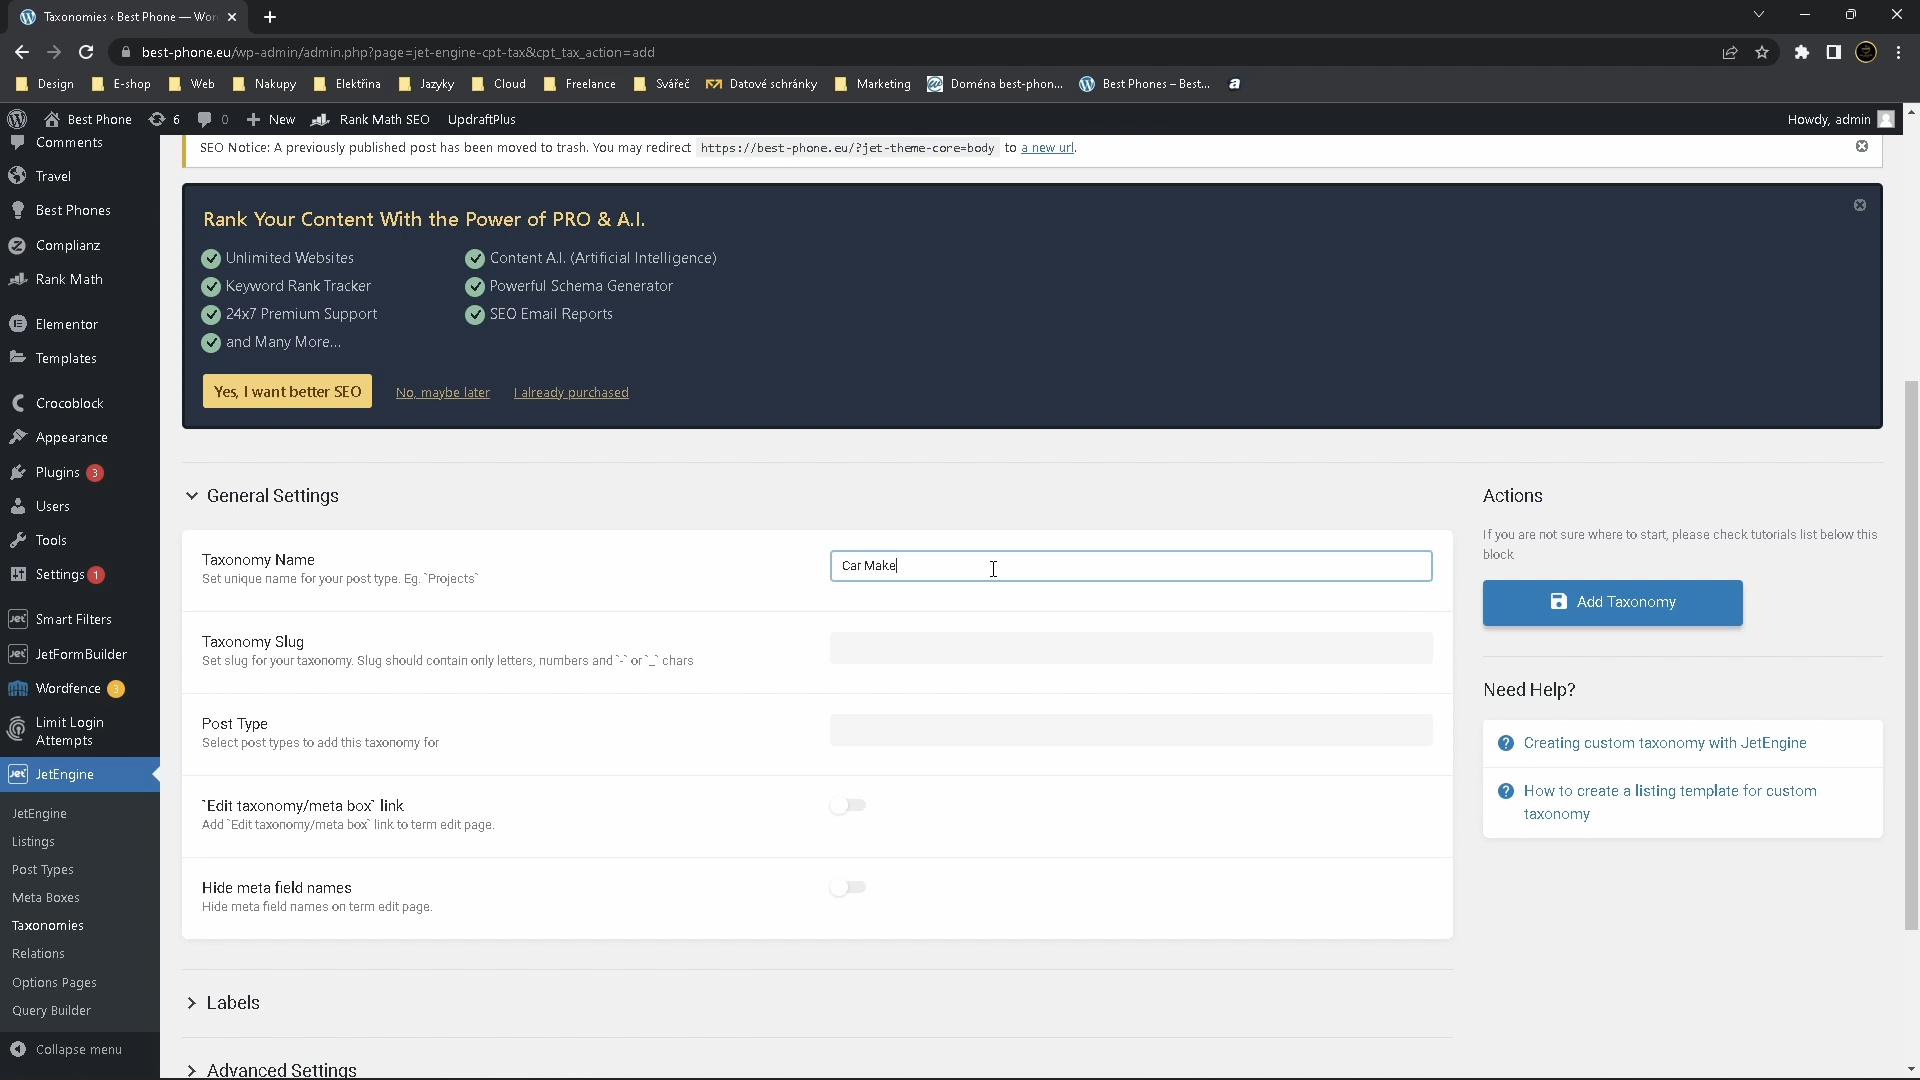 Taxonomies ‹ Best Phone — Wor
best-phone.eu/wp-admin/admin.php?page=jet-engine-cpt-tax&cpt_tax_action=add
Design
E-shop
Web
Nakupy
Elektřina
Jazyky
Cloud
Freelance
Svářeč
Datové schránky
Marketing
Doména best-phon...
Best Phones – Best...
Best Phone
6
0
New
Rank Math SEO
UpdraftPlus
Howdy, admin
Comments
Travel
Best Phones
Complianz
Rank Math
Elementor
Templates
Crocoblock
Appearance
Plugins 3
Users
Tools
Settings 1
Smart Filters
JetFormBuilder
Wordfence 3
Limit Login
Attempts
JetEngine
JetEngine
Listings
Post Types
Meta Boxes
Taxonomies
Relations
Options Pages
Query Builder
Collapse menu
SEO Notice: A previously published post has been moved to trash. You may redirect https://best-phone.eu/?jet-theme-core=body to a new url.
Rank Your Content With the Power of PRO & A.I.
Unlimited Websites
Content A.I. (Artificial Intelligence)
Keyword Rank Tracker
Powerful Schema Generator
24x7 Premium Support
SEO Email Reports
and Many More...
Yes, I want better SEO
No, maybe later
I already purchased
General Settings
Taxonomy Name
Set unique name for your post type. Eg. `Projects`
Car Make
Taxonomy Slug
Set slug for your taxonomy. Slug should contain only letters, numbers and `-` or `_` chars
Post Type
Select post types to add this taxonomy for
`Edit taxonomy/meta box` link
Add `Edit taxonomy/meta box` link to term edit page.
Hide meta field names
Hide meta field names on term edit page.
Labels
Advanced Settings
Actions
If you are not sure where to start, please check tutorials list below this
block
Add Taxonomy
Need Help?
Creating custom taxonomy with JetEngine
How to create a listing template for custom
taxonomy